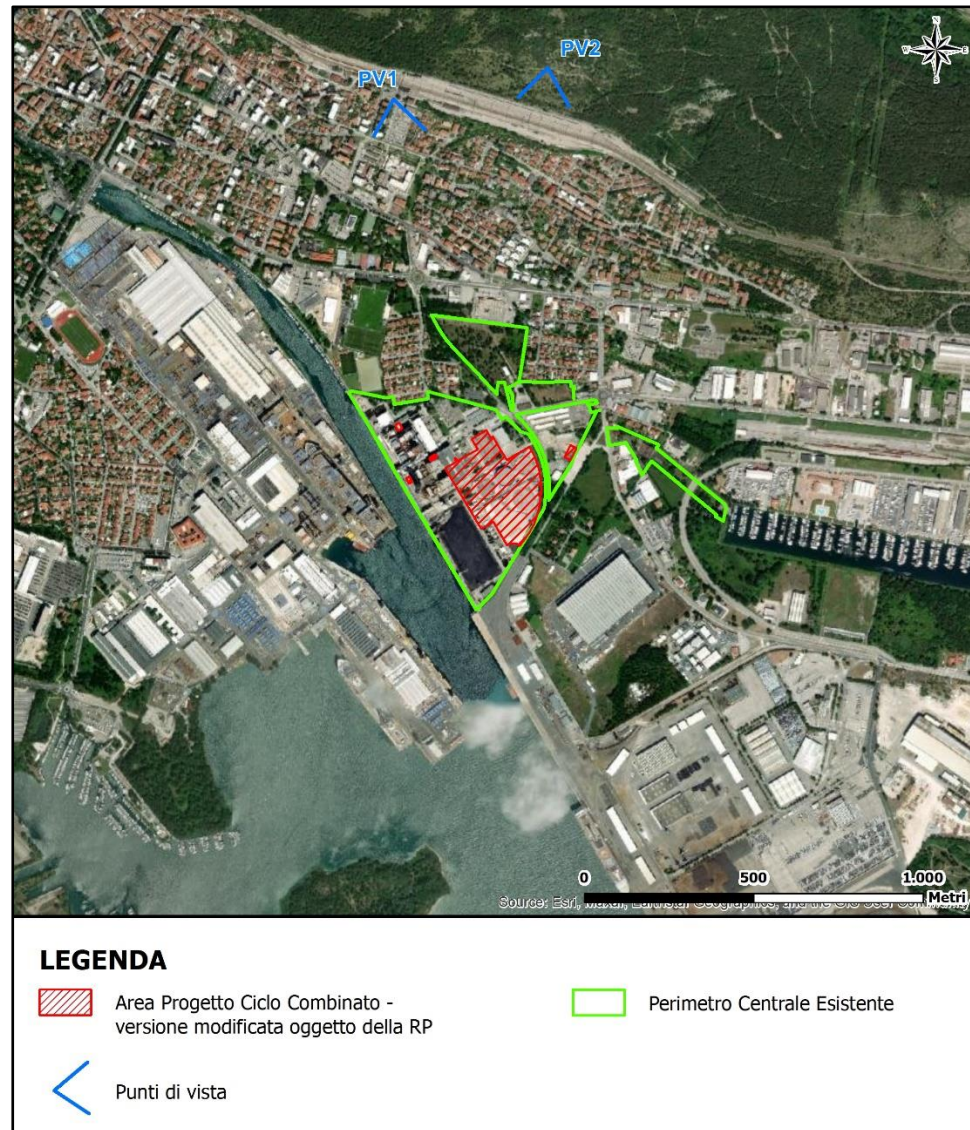 PV1
PV2
N
W
E
S
0
500
1.000
Metri
Source: Esri, Maxar, Earthstar Geographics, and the GIS User Community
LEGENDA
Area Progetto Ciclo Combinato -
versione modificata oggetto della RP
Perimetro Centrale Esistente
Punti di vista